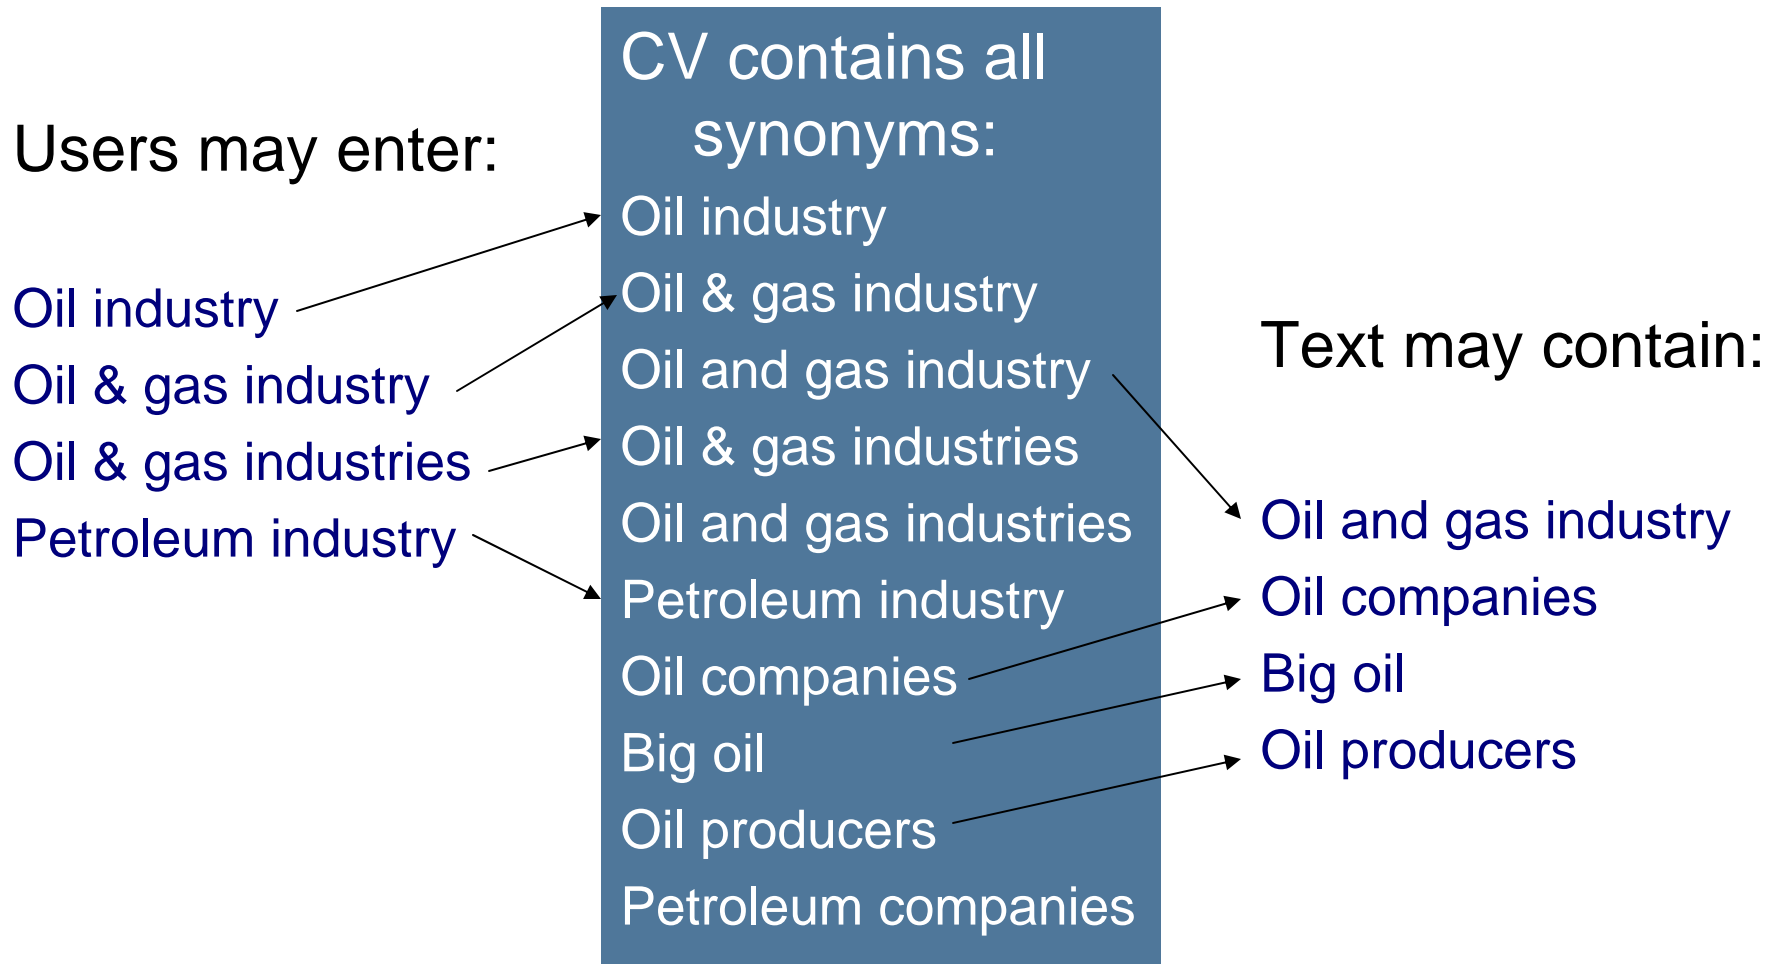 Users may enter:
Oil industry
Oil & gas industry
Oil & gas industries
Petroleum industry
CV contains all
synonyms:
Oil industry
Oil & gas industry
Oil and gas industry
Oil & gas industries
Oil and gas industries
Petroleum industry
Oil companies
Big oil
Oil producers
Petroleum companies
Text may contain:
Oil and gas industry
Oil companies
Big oil
Oil producers